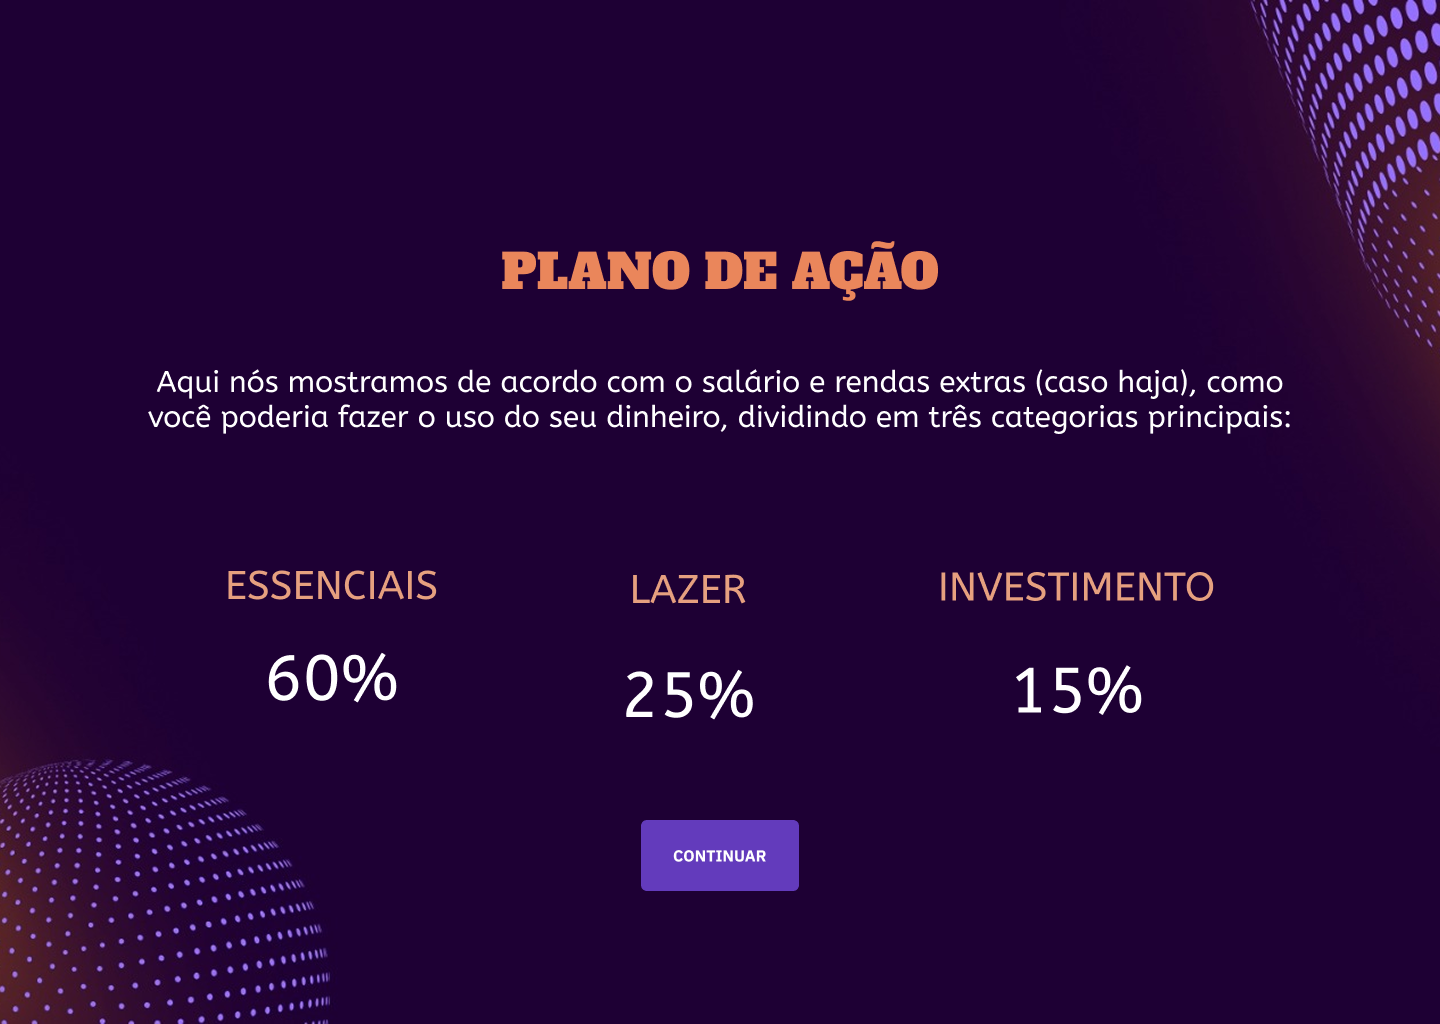 PLANO DE AÇÃO
Aqui nós mostramos de acordo com o salário e rendas extras (caso haja), como
você poderia fazer o uso do seu dinheiro, dividindo em três categorias principais:
ESSENCIAIS
60%
LAZER
25%
INVESTIMENTO
15%
CONTINUAR